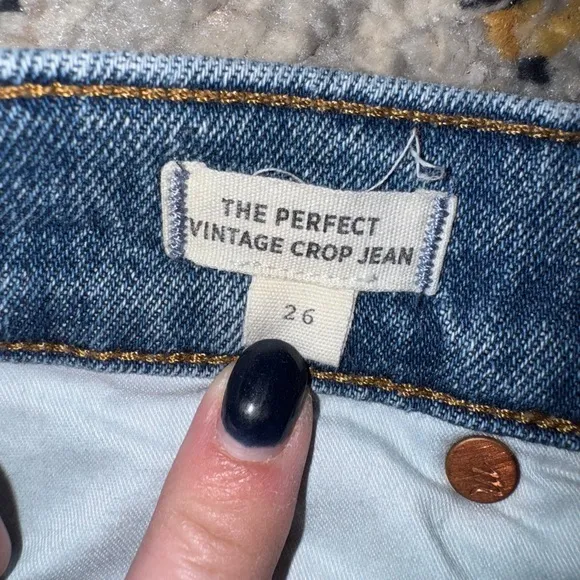 THE PERFECT
VINTAGE CROP JEAN
26